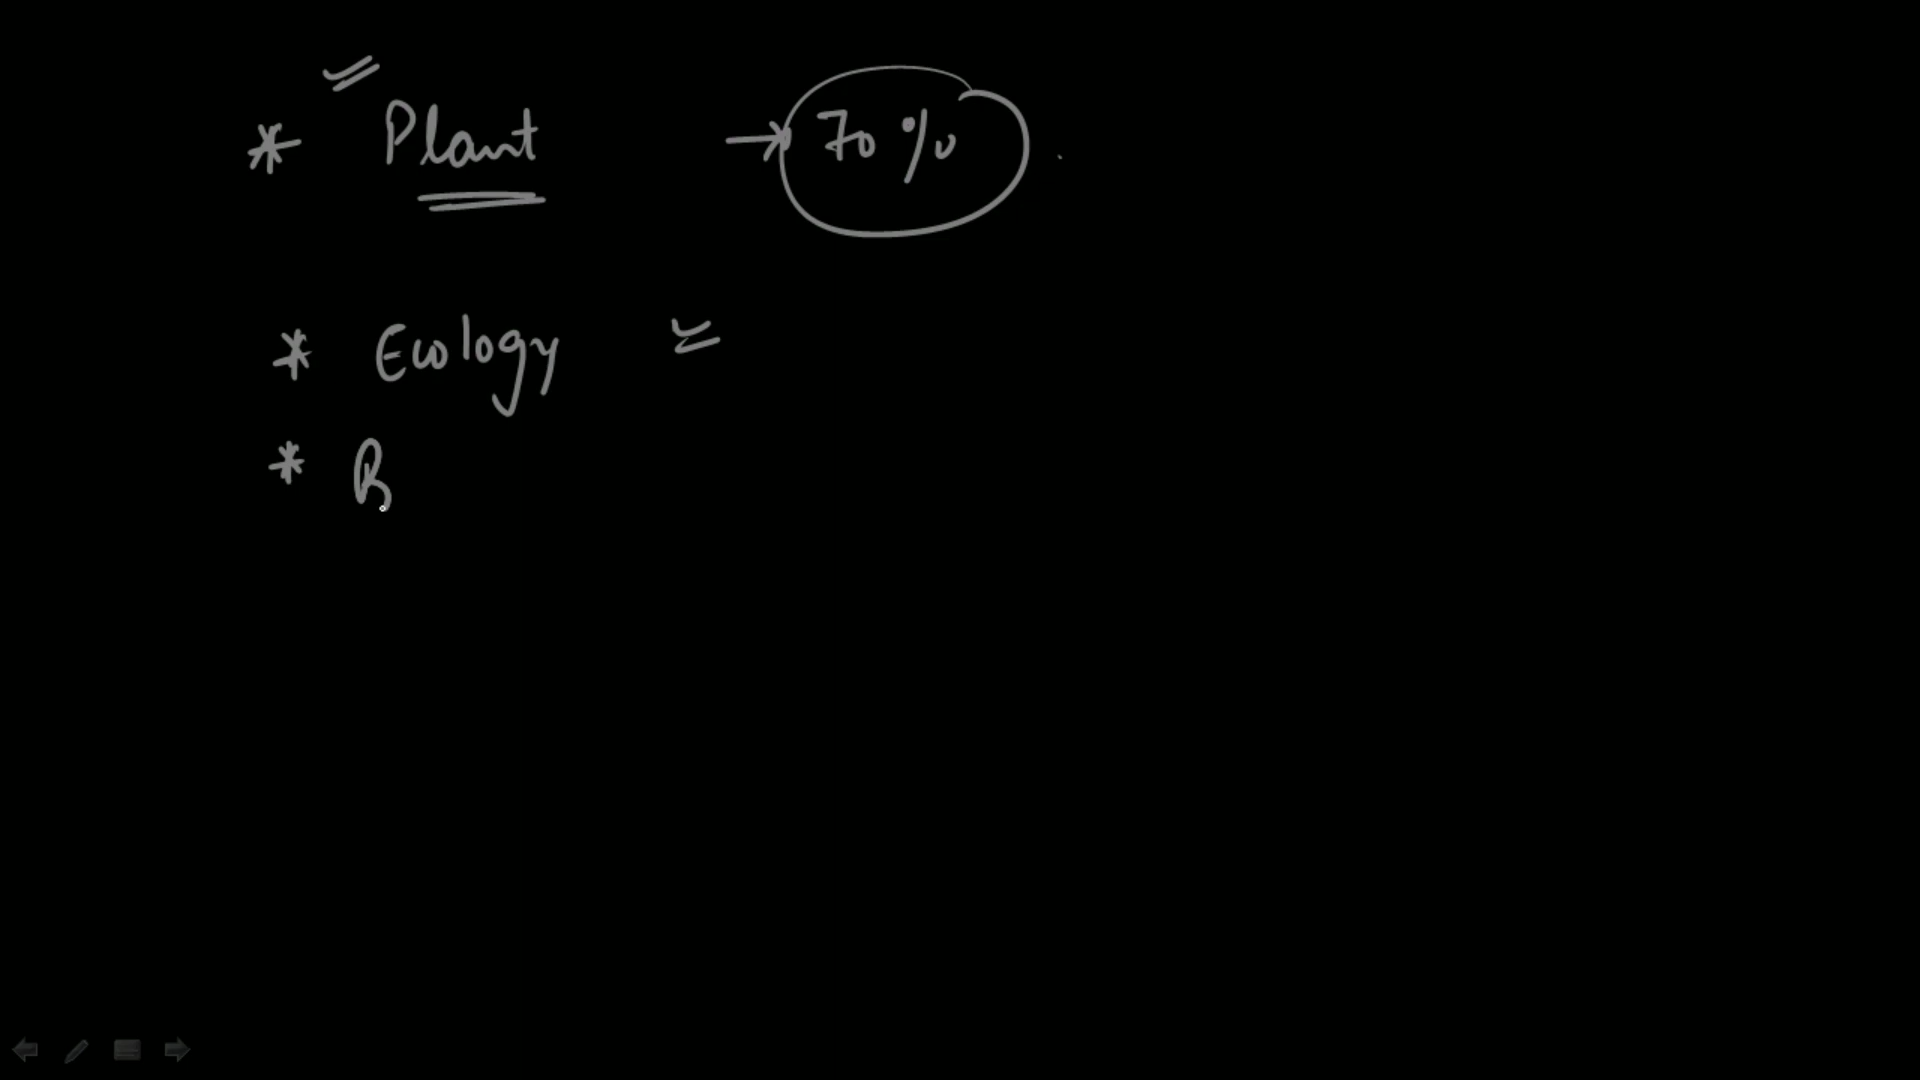 * Plant → 70%
* Ecology
* B